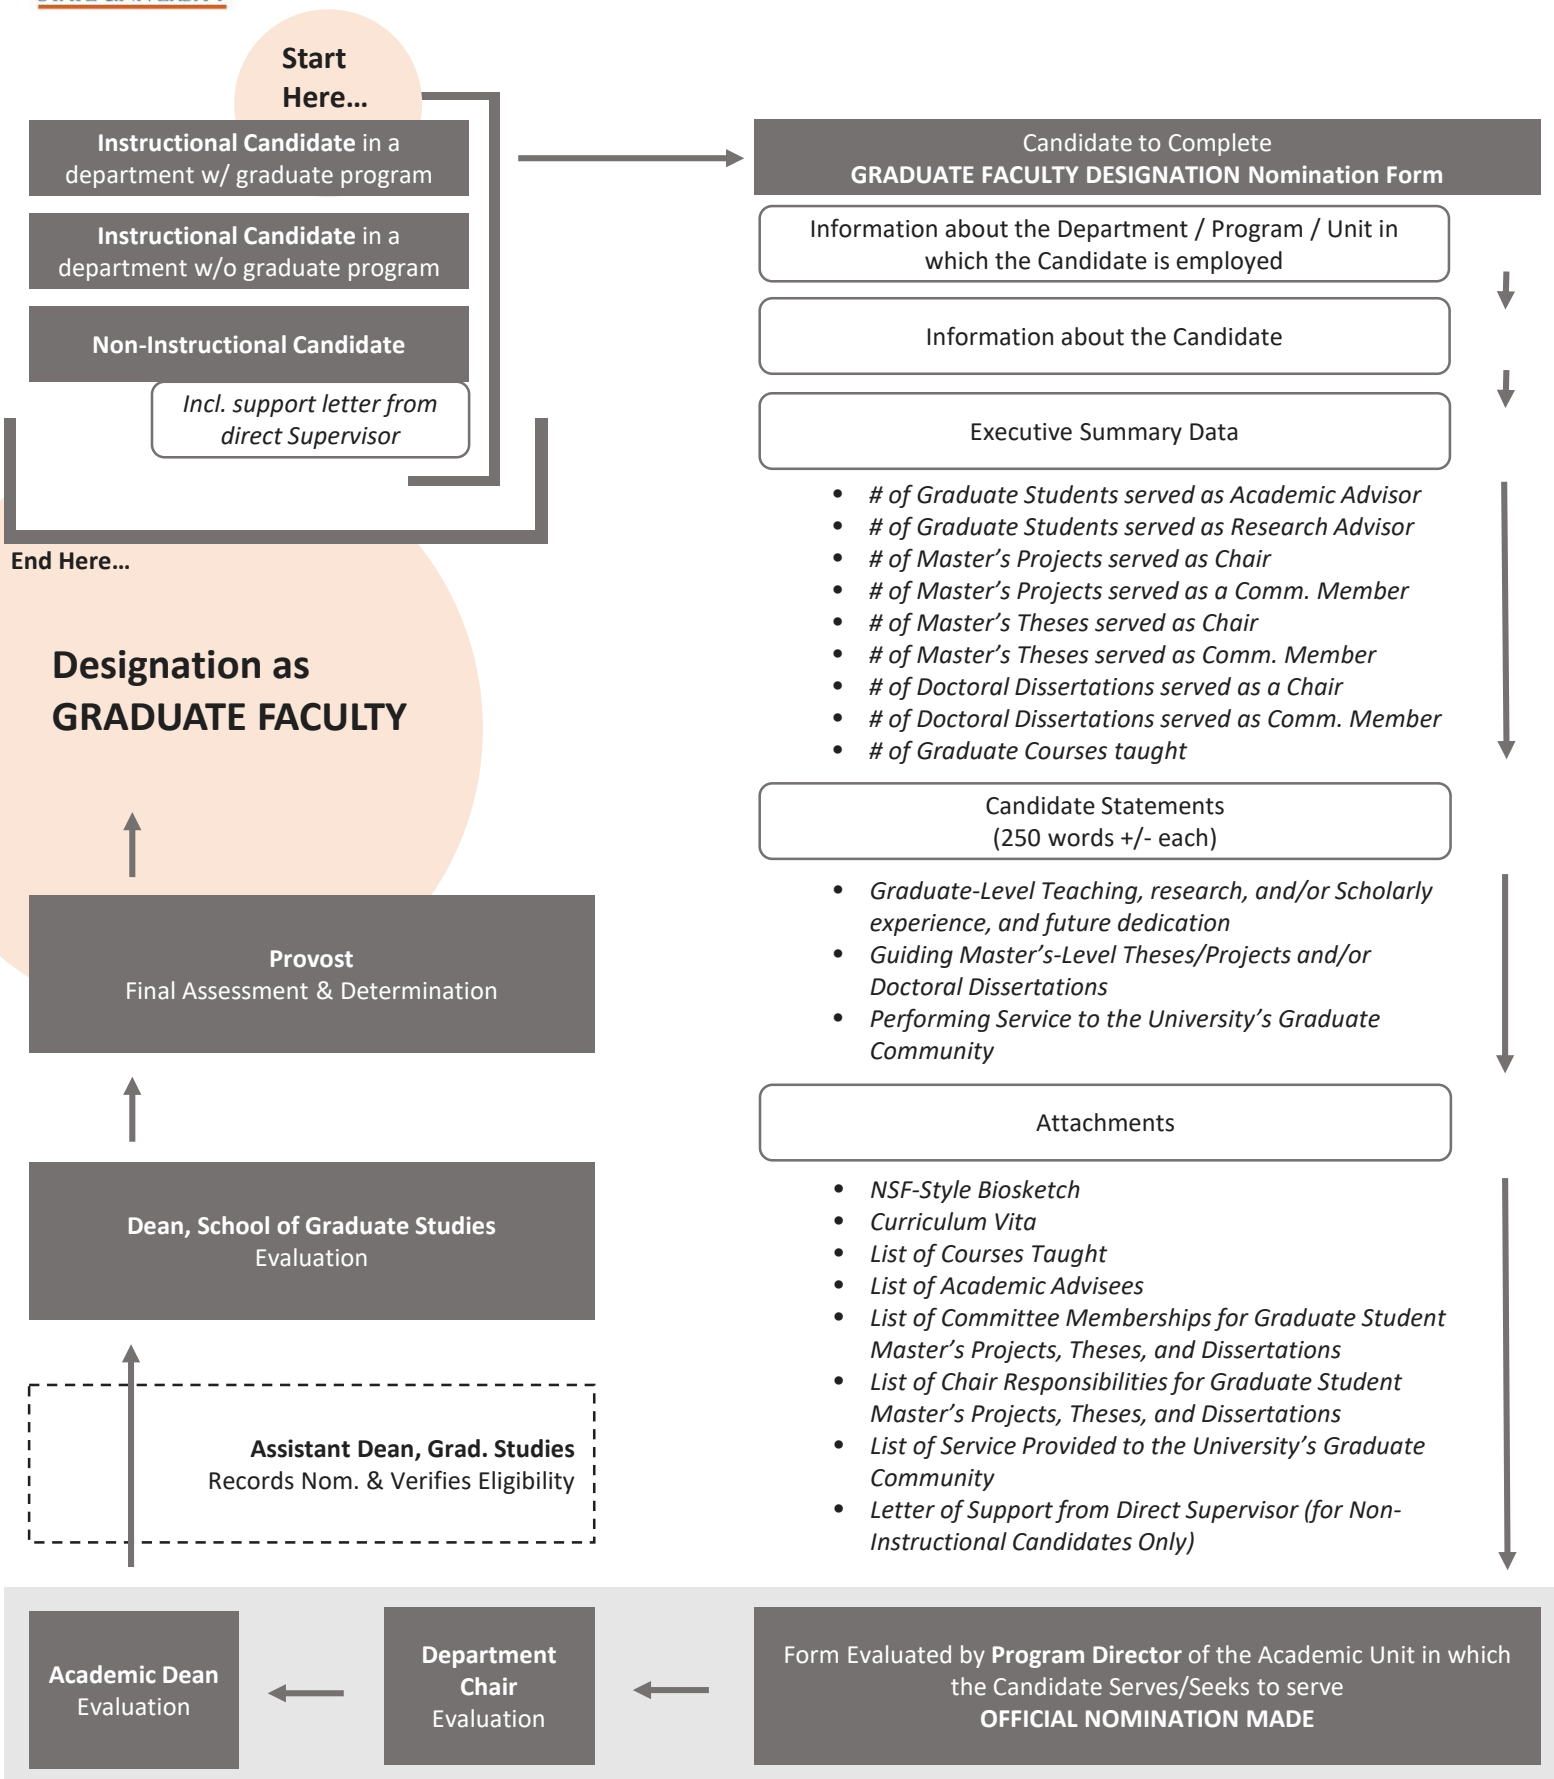 Start
Here…
Instructional Candidate in a
department w/ graduate program
Instructional Candidate in a
department w/o graduate program
Non-Instructional Candidate
Incl. support letter from
direct Supervisor
End Here…
Designation as
GRADUATE FACULTY
Provost
Final Assessment & Determination
Dean, School of Graduate Studies
Evaluation
Assistant Dean, Grad. Studies
Records Nom. & Verifies Eligibility
Academic Dean
Evaluation
Department
Chair
Evaluation
Candidate to Complete
GRADUATE FACULTY DESIGNATION Nomination Form
Information about the Department / Program / Unit in
which the Candidate is employed
Information about the Candidate
Executive Summary Data
• # of Graduate Students served as Academic Advisor
• # of Graduate Students served as Research Advisor
• # of Master’s Projects served as Chair
• # of Master’s Projects served as a Comm. Member
• # of Master’s Theses served as Chair
• # of Master’s Theses served as Comm. Member
• # of Doctoral Dissertations served as a Chair
• # of Doctoral Dissertations served as Comm. Member
• # of Graduate Courses taught
Candidate Statements
(250 words +/- each)
• Graduate-Level Teaching, research, and/or Scholarly
experience, and future dedication
• Guiding Master’s-Level Theses/Projects and/or
Doctoral Dissertations
• Performing Service to the University’s Graduate
Community
Attachments
• NSF-Style Biosketch
• Curriculum Vita
• List of Courses Taught
• List of Academic Advisees
• List of Committee Memberships for Graduate Student
Master’s Projects, Theses, and Dissertations
• List of Chair Responsibilities for Graduate Student
Master’s Projects, Theses, and Dissertations
• List of Service Provided to the University’s Graduate
Community
• Letter of Support from Direct Supervisor (for Non-
Instructional Candidates Only)
Form Evaluated by Program Director of the Academic Unit in which
the Candidate Serves/Seeks to serve
OFFICIAL NOMINATION MADE